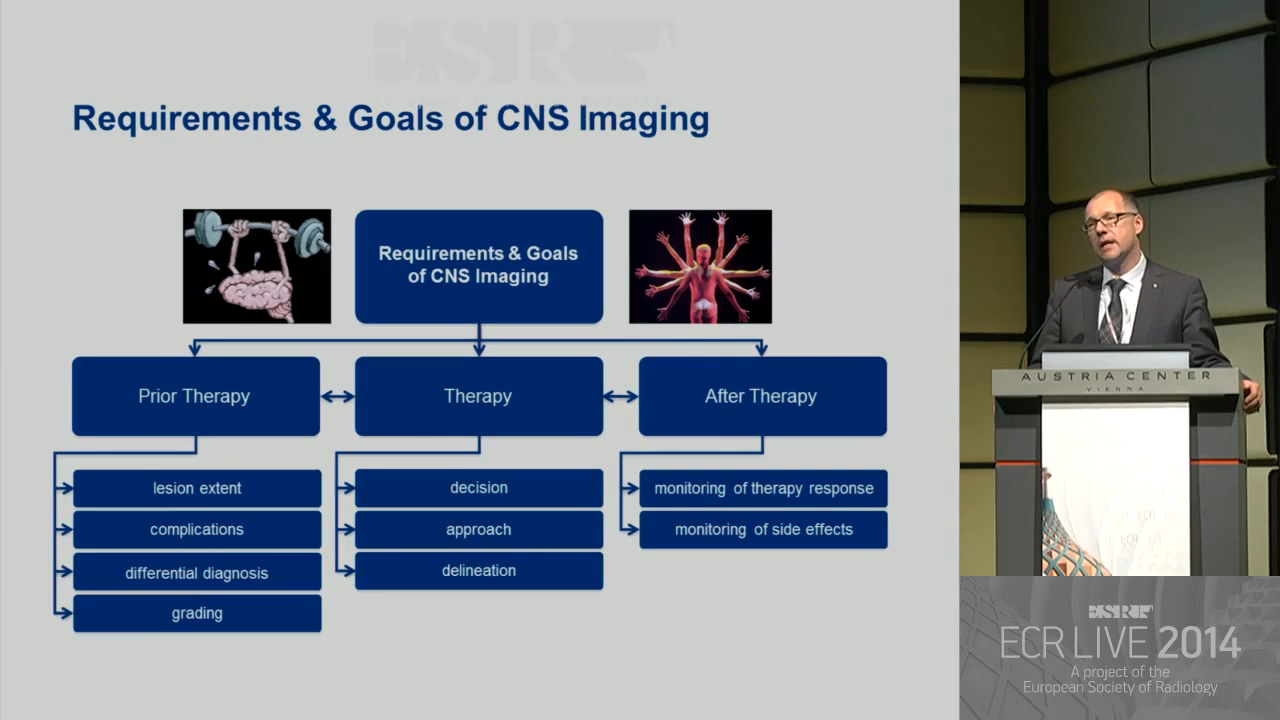 ESRF
Requirements & Goals of CNS Imaging
Requirements & Goals
of CNS Imaging
Prior Therapy
Therapy
After Therapy
lesion extent
complications
differential diagnosis
grading
decision
approach
delineation
monitoring of therapy response
monitoring of side effects
AUSTRIA CENTER
VIENNA
ESRF
ECR LIVE 2014
A project of the
European Society of Radiology